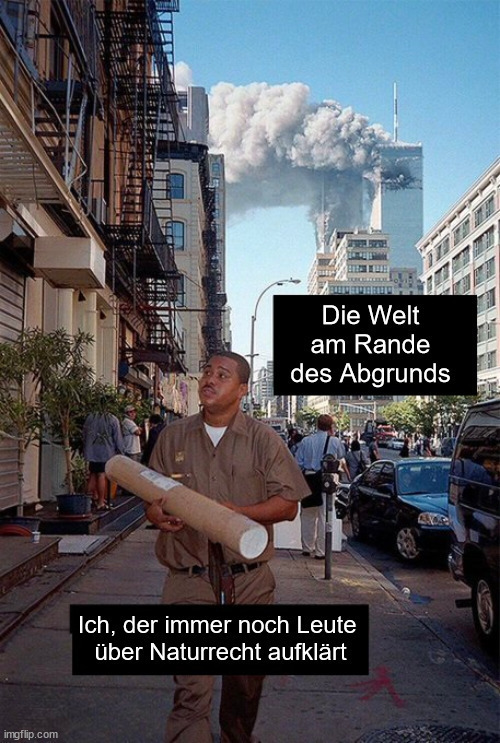 Die Welt
am Rande
des Abgrunds
Ich, der immer noch Leute
über Naturrecht aufklärt
imgflip.com